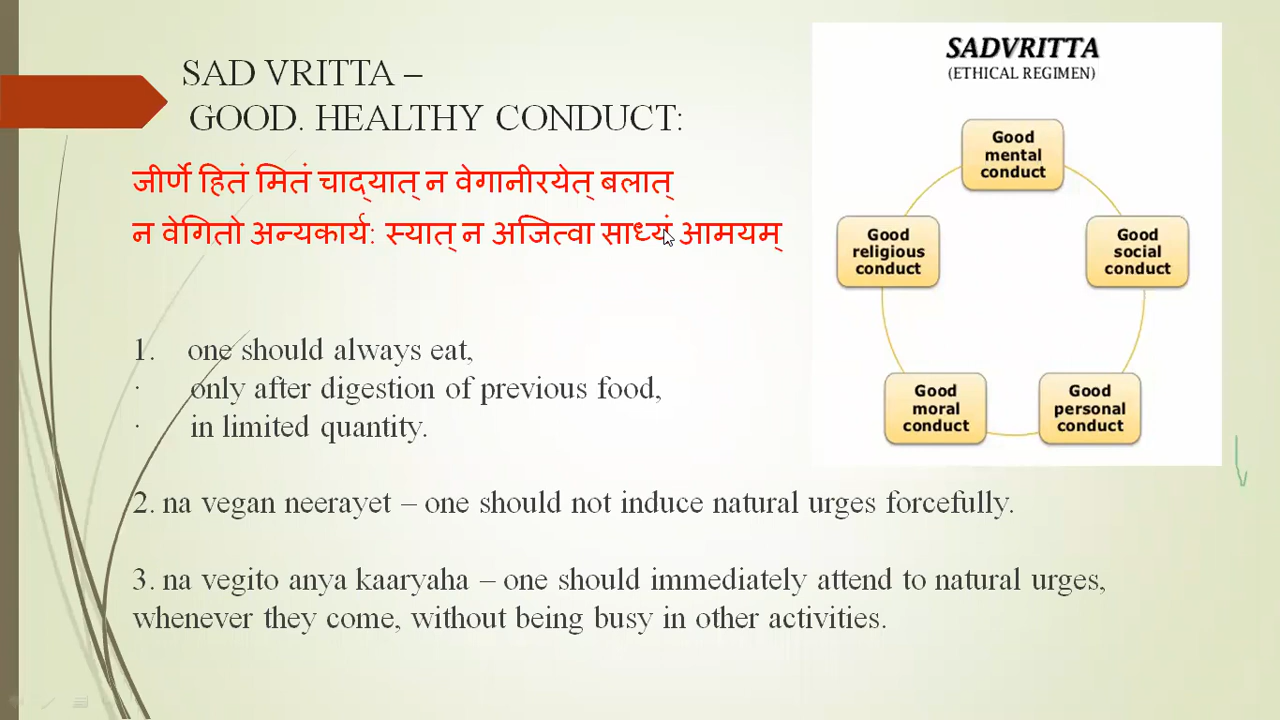 SAD VRITTA –
GOOD. HEALTHY CONDUCT:
जीर्णे हितं मितं चाद्यात् न वेगानीरयेत् बलात्
न वेगितो अन्यकार्य: स्यात् न अजित्वा साध्यं आमयम्
1. one should always eat,
· only after digestion of previous food,
· in limited quantity.
2. na vegan neerayet – one should not induce natural urges forcefully.
3. na vegito anya kaaryaha – one should immediately attend to natural urges,
whenever they come, without being busy in other activities.
SADVRITTA
(ETHICAL REGIMEN)
Good
mental
conduct
Good
social
conduct
Good
personal
conduct
Good
moral
conduct
Good
religious
conduct